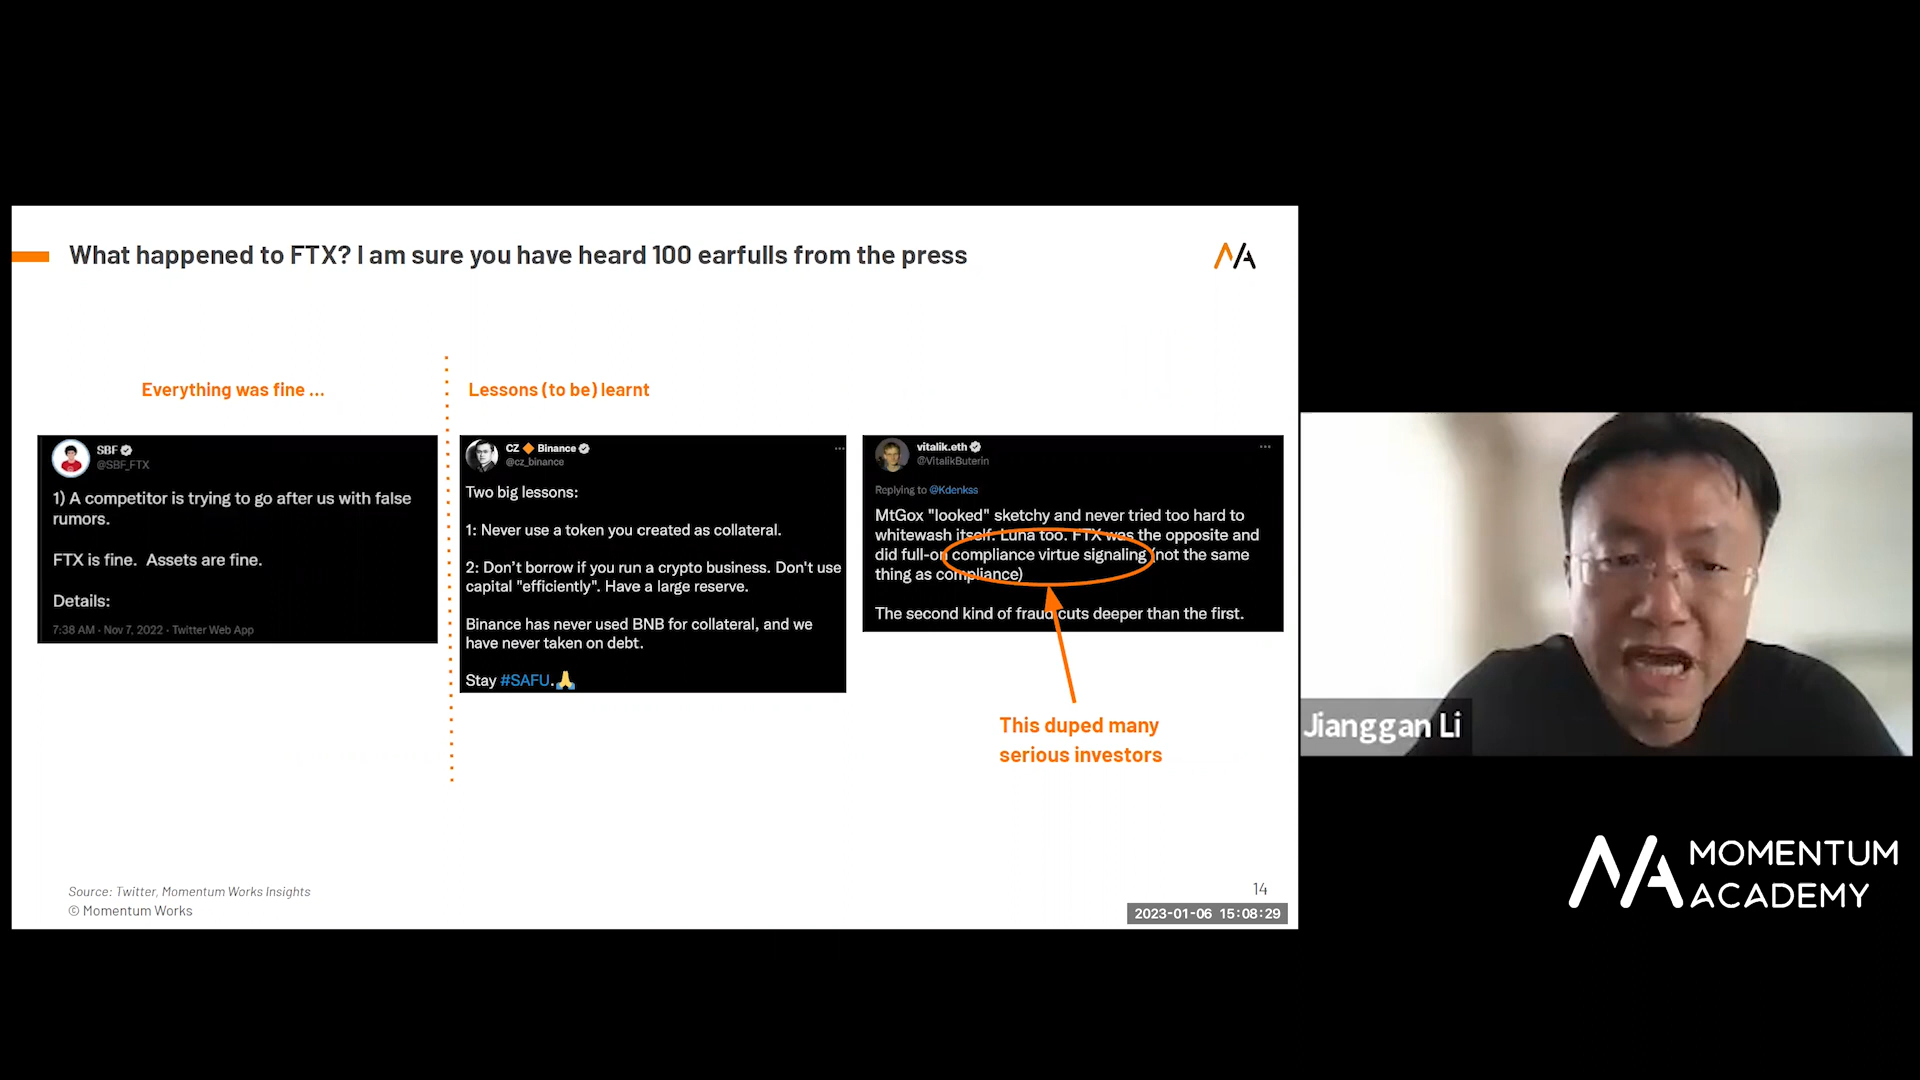 What happened to FTX? I am sure you have heard 100 earfulls from the press
Everything was fine ...
SBF
@SBF_FTX
1) A competitor is trying to go after us with false
rumors.
FTX is fine. Assets are fine.
Details:
7:38 AM · Nov 7, 2022 · Twitter Web App
Lessons (to be) learnt
CZ 🔶 Binance
@cz_binance
Two big lessons:
1: Never use a token you created as collateral.
2: Don’t borrow if you run a crypto business. Don't use
capital "efficiently". Have a large reserve.
Binance has never used BNB for collateral, and we
have never taken on debt.
Stay #SAFU.🙏
vitalik.eth
@VitalikButerin
Replying to @Kdenkss
MtGox "looked" sketchy and never tried too hard to
whitewash itself. Luna too. FTX was the opposite and
did full-on compliance virtue signaling (not the same
thing as compliance)
The second kind of fraud cuts deeper than the first.
This duped many
serious investors
Source: Twitter, Momentum Works Insights
© Momentum Works
14
2023-01-06 15:08:29
Jianggan Li
MOMENTUM
ACADEMY